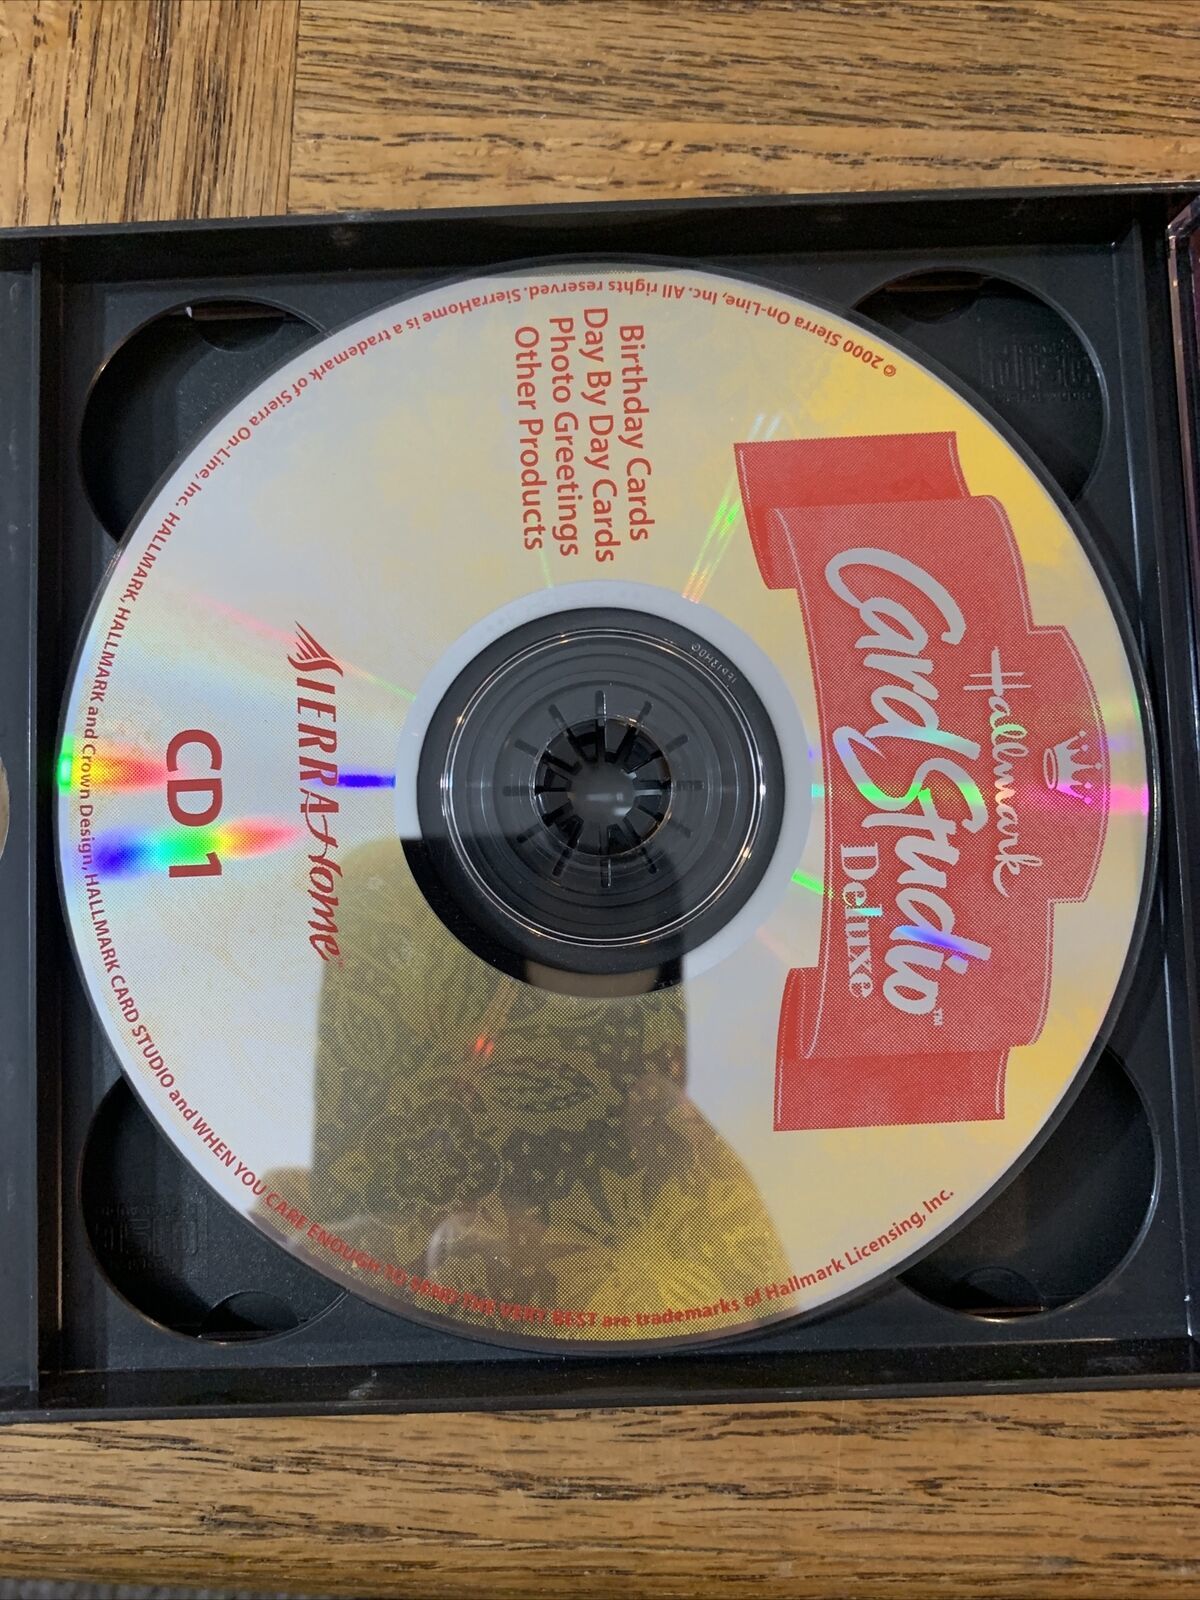 Hallmark
Card Studio™
Deluxe
Birthday Cards
Day By Day Cards
Photo Greetings
Other Products
SIERRA Home
CD 1
© 2000 Sierra On-Line, Inc. All rights reserved. SierraHome is a trademark of Sierra On-Line, Inc. HALLMARK, HALLMARK and Crown Design, HALLMARK CARD STUDIO and WHEN YOU CARE ENOUGH TO SEND THE VERY BEST are trademarks of Hallmark Licensing, Inc.